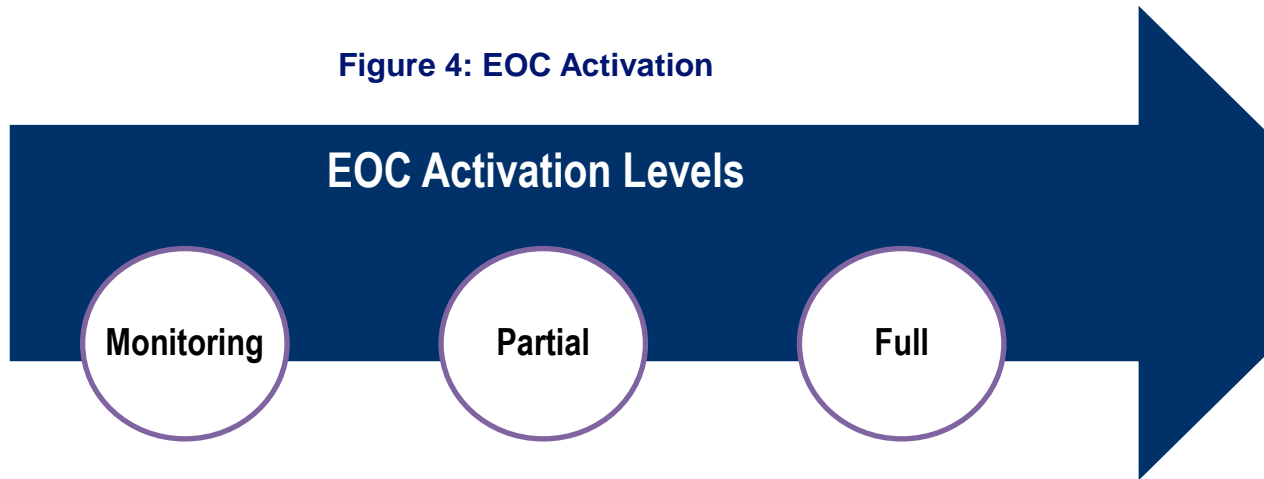 Figure 4: EOC Activation
EOC Activation Levels
Monitoring
Partial
Full